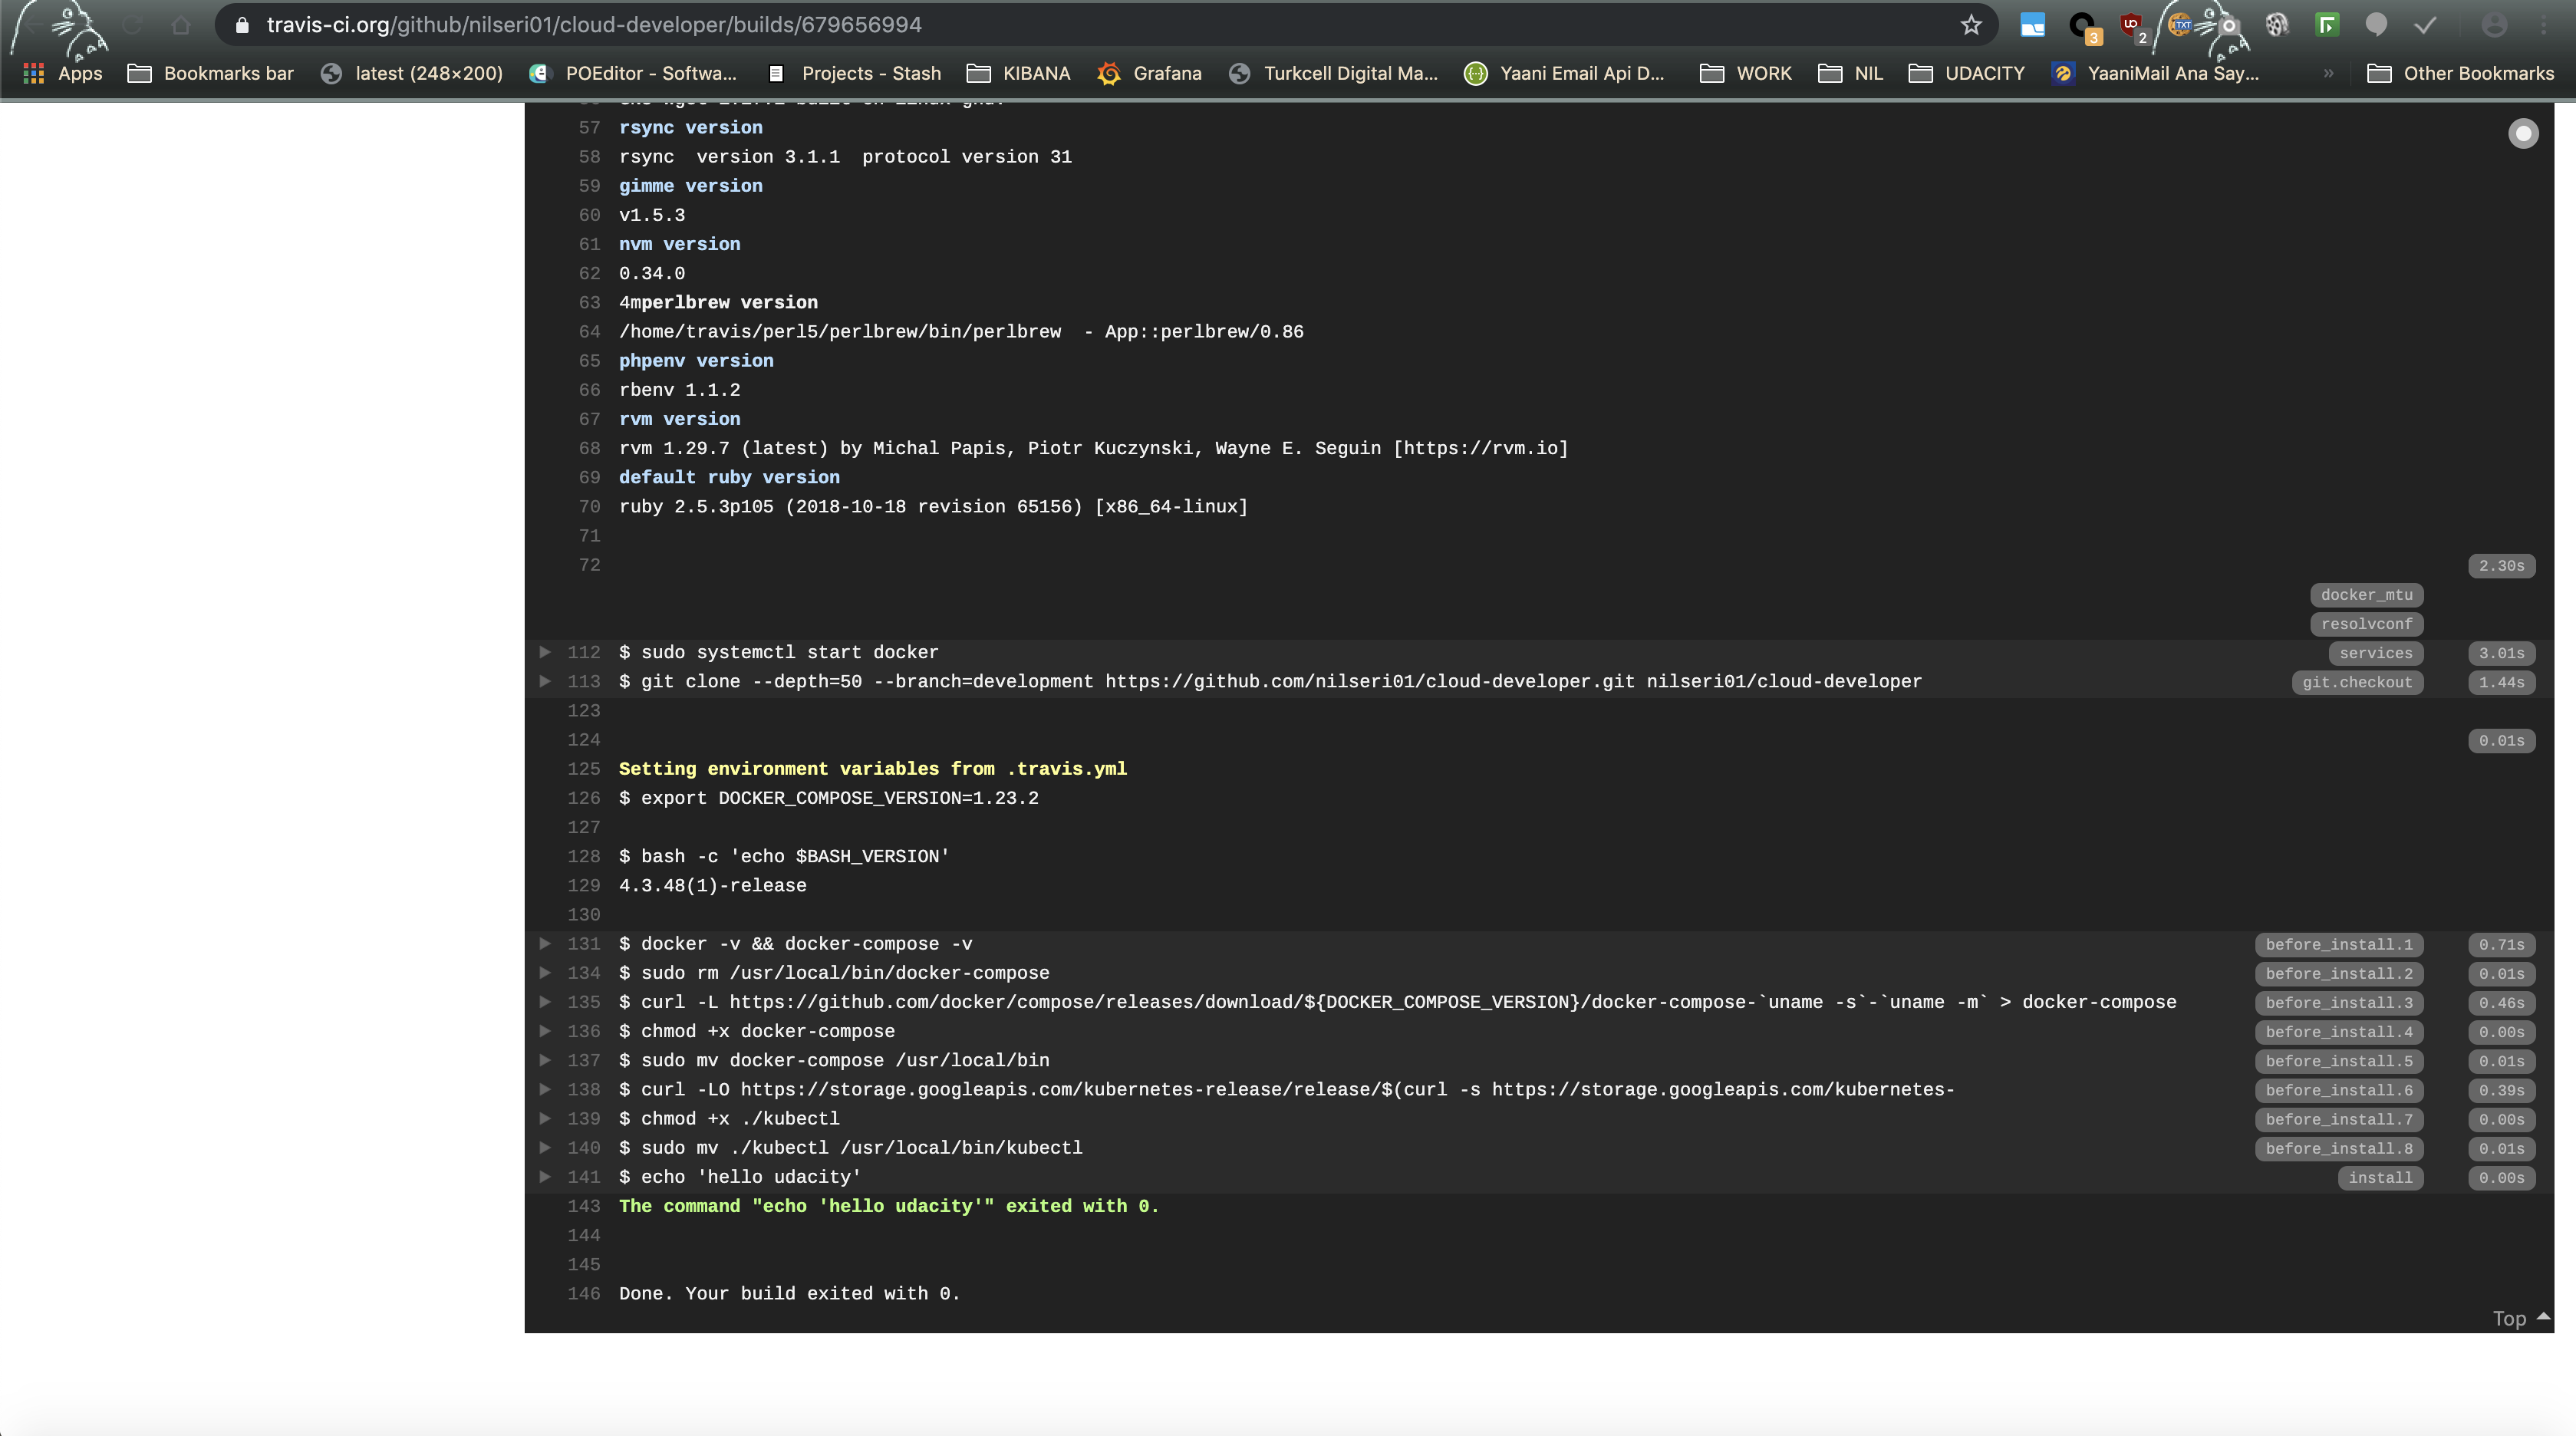 travis-ci.org/github/nilseri01/cloud-developer/builds/679656994
3
2
TXT
Apps
Bookmarks bar
latest (248×200)
POEditor - Softwa...
Projects - Stash
KIBANA
Grafana
Turkcell Digital Ma...
Yaani Email Api D...
WORK
NIL
UDACITY
YaaniMail Ana Say...
»
Other Bookmarks
57 rsync version
58 rsync  version 3.1.1  protocol version 31
59 gimme version
60 v1.5.3
61 nvm version
62 0.34.0
63 4mperlbrew version
64 /home/travis/perl5/perlbrew/bin/perlbrew  - App::perlbrew/0.86
65 phpenv version
66 rbenv 1.1.2
67 rvm version
68 rvm 1.29.7 (latest) by Michal Papis, Piotr Kuczynski, Wayne E. Seguin [https://rvm.io]
69 default ruby version
70 ruby 2.5.3p105 (2018-10-18 revision 65156) [x86_64-linux]
71
72 2.30s
docker_mtu
resolvconf
112 $ sudo systemctl start docker services 3.01s
113 $ git clone --depth=50 --branch=development https://github.com/nilseri01/cloud-developer.git nilseri01/cloud-developer git.checkout 1.44s
123
124 0.01s
125 Setting environment variables from .travis.yml
126 $ export DOCKER_COMPOSE_VERSION=1.23.2
127
128 $ bash -c 'echo $BASH_VERSION'
129 4.3.48(1)-release
130
131 $ docker -v && docker-compose -v before_install.1 0.71s
134 $ sudo rm /usr/local/bin/docker-compose before_install.2 0.01s
135 $ curl -L https://github.com/docker/compose/releases/download/${DOCKER_COMPOSE_VERSION}/docker-compose-`uname -s`-`uname -m` > docker-compose before_install.3 0.46s
136 $ chmod +x docker-compose before_install.4 0.00s
137 $ sudo mv docker-compose /usr/local/bin before_install.5 0.01s
138 $ curl -LO https://storage.googleapis.com/kubernetes-release/release/$(curl -s https://storage.googleapis.com/kubernetes- before_install.6 0.39s
139 $ chmod +x ./kubectl before_install.7 0.00s
140 $ sudo mv ./kubectl /usr/local/bin/kubectl before_install.8 0.01s
141 $ echo 'hello udacity' install 0.00s
143 The command "echo 'hello udacity'" exited with 0.
144
145
146 Done. Your build exited with 0.
Top